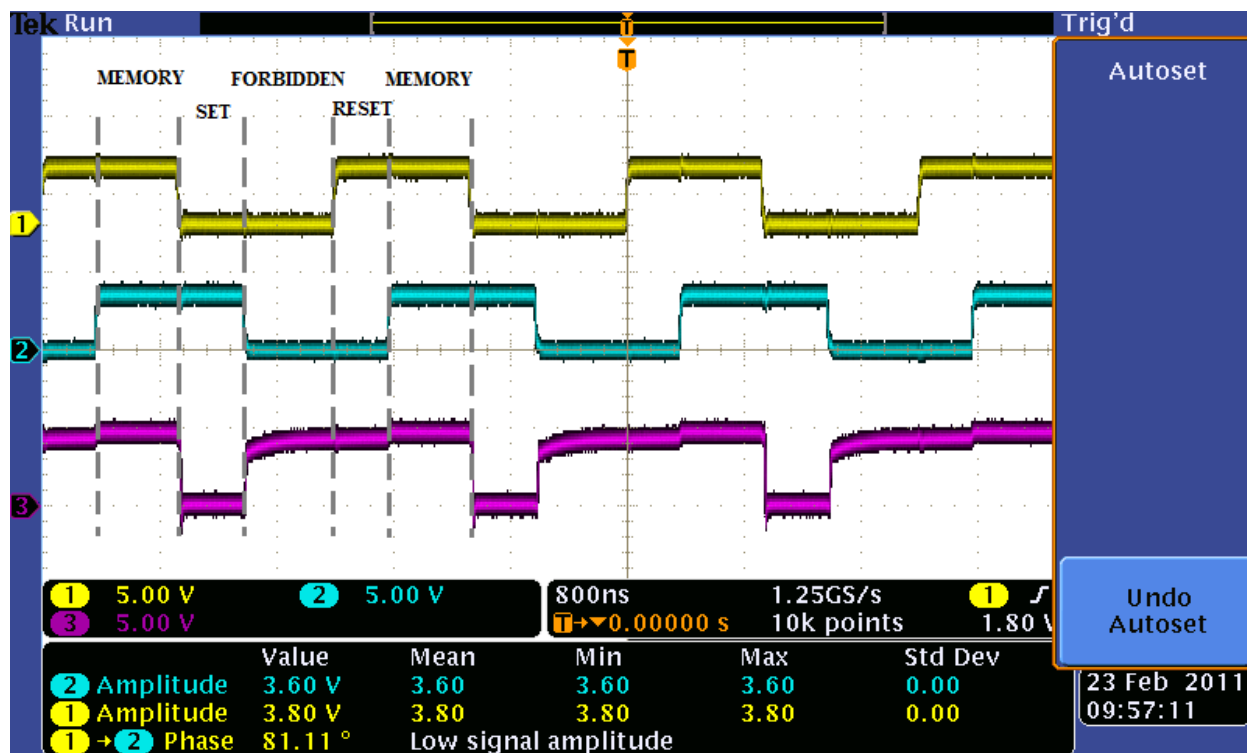 Tek Run Trig'd
T
T
Autoset
MEMORY FORBIDDEN MEMORY
SET RESET
1
2
3
1 5.00 V 2 5.00 V
3 5.00 V
800ns 1.25GS/s 1
T→▼0.00000 s 10k points 1.80 V
Undo
Autoset
Value Mean Min Max Std Dev
2 Amplitude 3.60 V 3.60 3.60 3.60 0.00
1 Amplitude 3.80 V 3.80 3.80 3.80 0.00
1 → 2 Phase 81.11 ° Low signal amplitude
23 Feb 2011
09:57:11